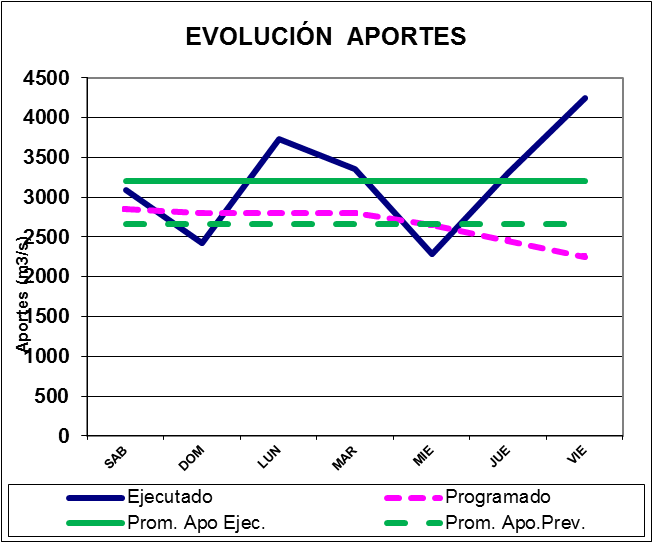 EVOLUCIÓN APORTES
4500
4000
3500
3000
2500
2000
1500
1000
500
0
Aportes (m3/s)
SAB DOM LUN MAR MIE JUE VIE
Ejecutado Programado
Prom. Apo Ejec. Prom. Apo.Prev.